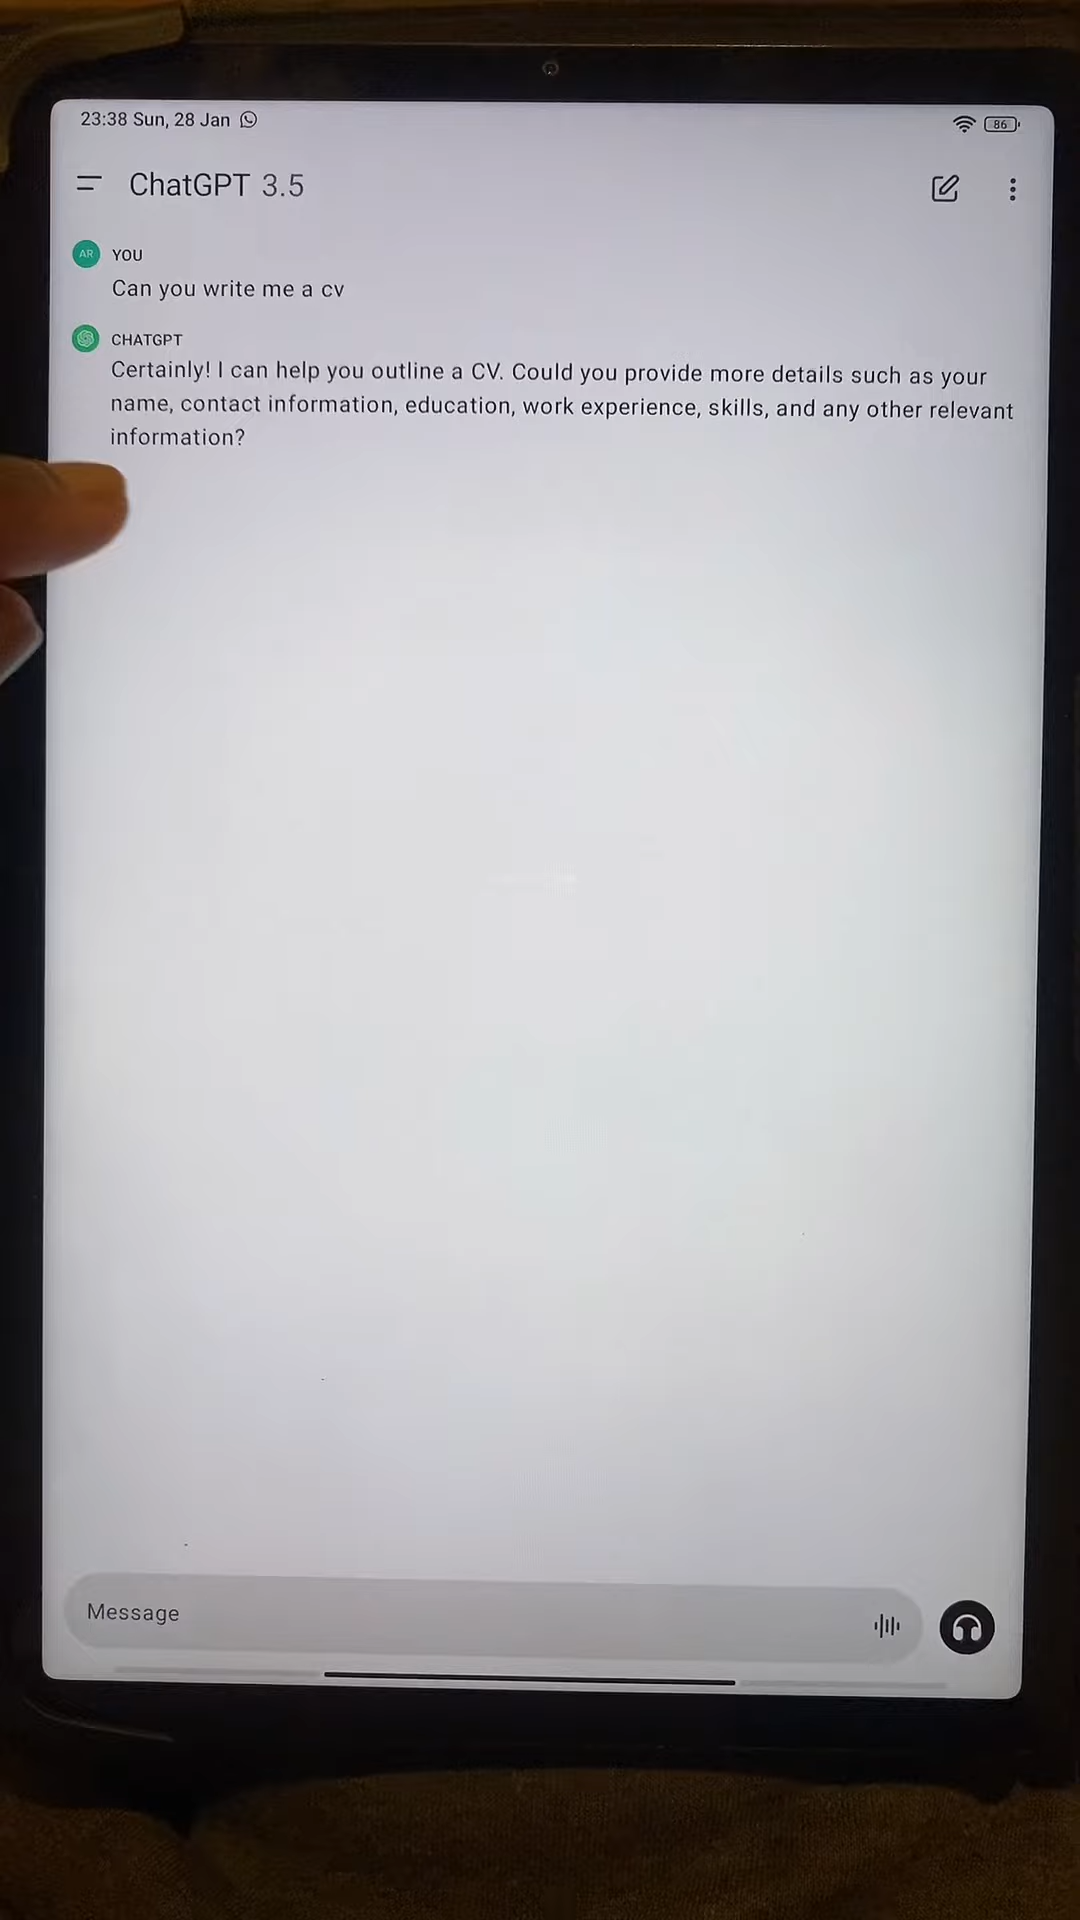 23:38 Sun, 28 Jan
86
ChatGPT 3.5
AR
YOU
Can you write me a cv
CHATGPT
Certainly! I can help you outline a CV. Could you provide more details such as your
name, contact information, education, work experience, skills, and any other relevant
information?
Message